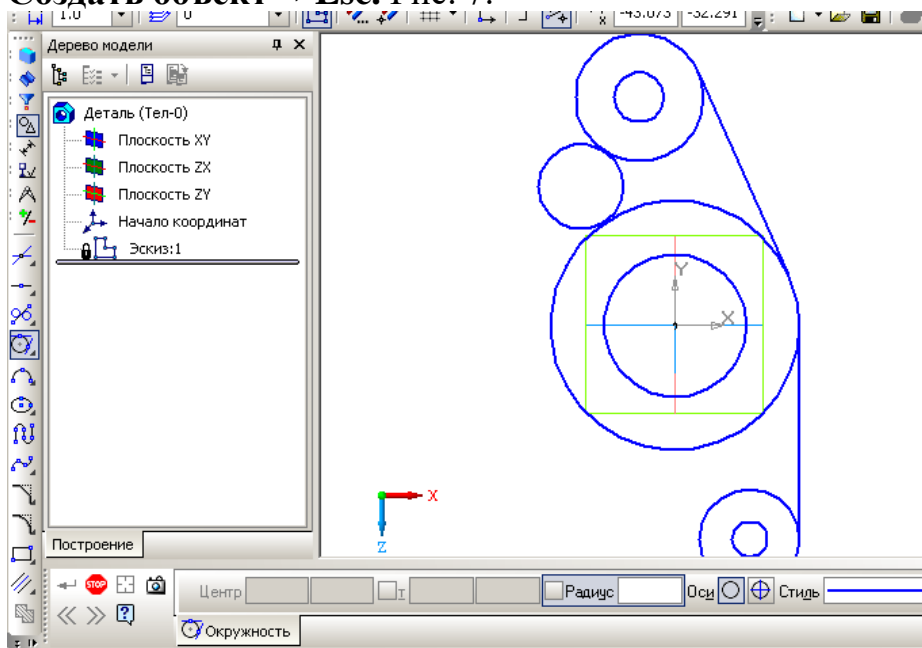 Создать объект → Esc. Рис. 7.
1.0 0 -43.073 -32.291
Дерево модели
Деталь (Тел-0)
Плоскость XY
Плоскость ZX
Плоскость ZY
Начало координат
Эскиз:1
Построение
Y
X
X
Z
STOP Центр Т Радиус Оси Стиль
Окружность